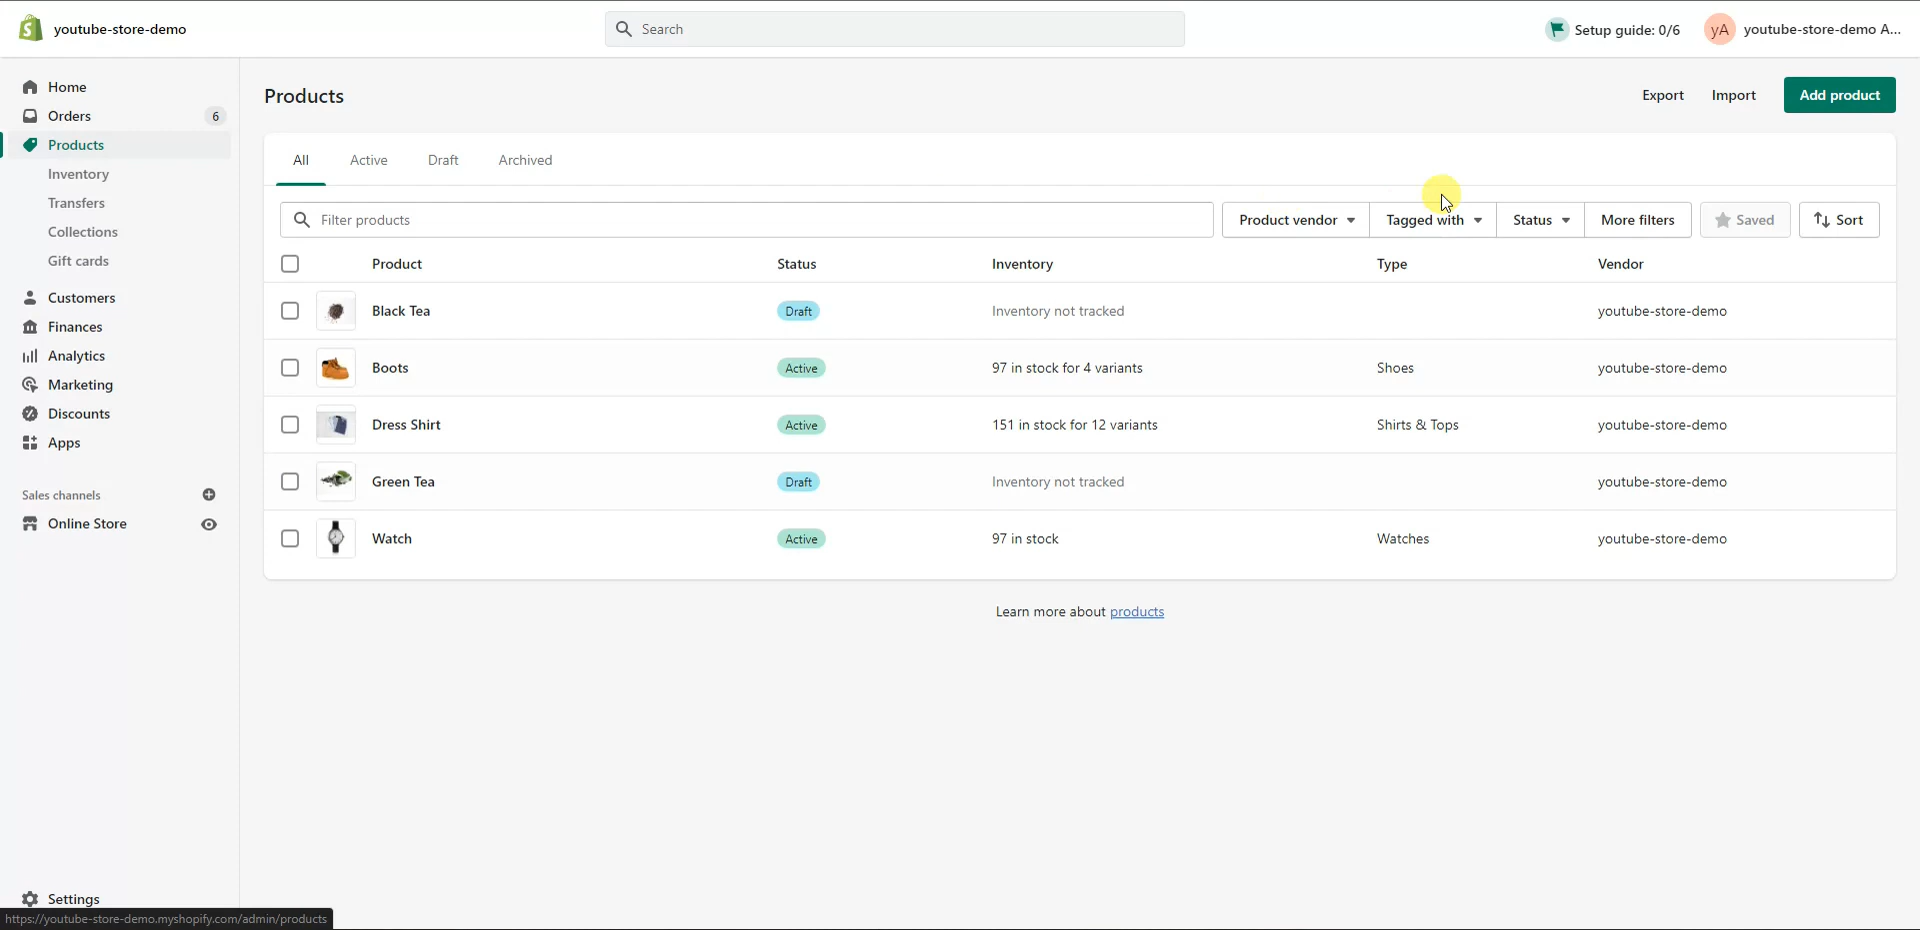 youtube-store-demo
Search
Setup guide: 0/6
yA
youtube-store-demo A...
Home
Orders
6
Products
Inventory
Transfers
Collections
Gift cards
Customers
Finances
Analytics
Marketing
Discounts
Apps
Sales channels
Online Store
Settings
https://youtube-store-demo.myshopify.com/admin/products
Products
Export
Import
Add product
All
Active
Draft
Archived
Filter products
Product vendor
Tagged with
Status
More filters
Saved
Sort
Product Status Inventory Type Vendor
Black Tea Draft Inventory not tracked youtube-store-demo
Boots Active 97 in stock for 4 variants Shoes youtube-store-demo
Dress Shirt Active 151 in stock for 12 variants Shirts & Tops youtube-store-demo
Green Tea Draft Inventory not tracked youtube-store-demo
Watch Active 97 in stock Watches youtube-store-demo
Learn more about products